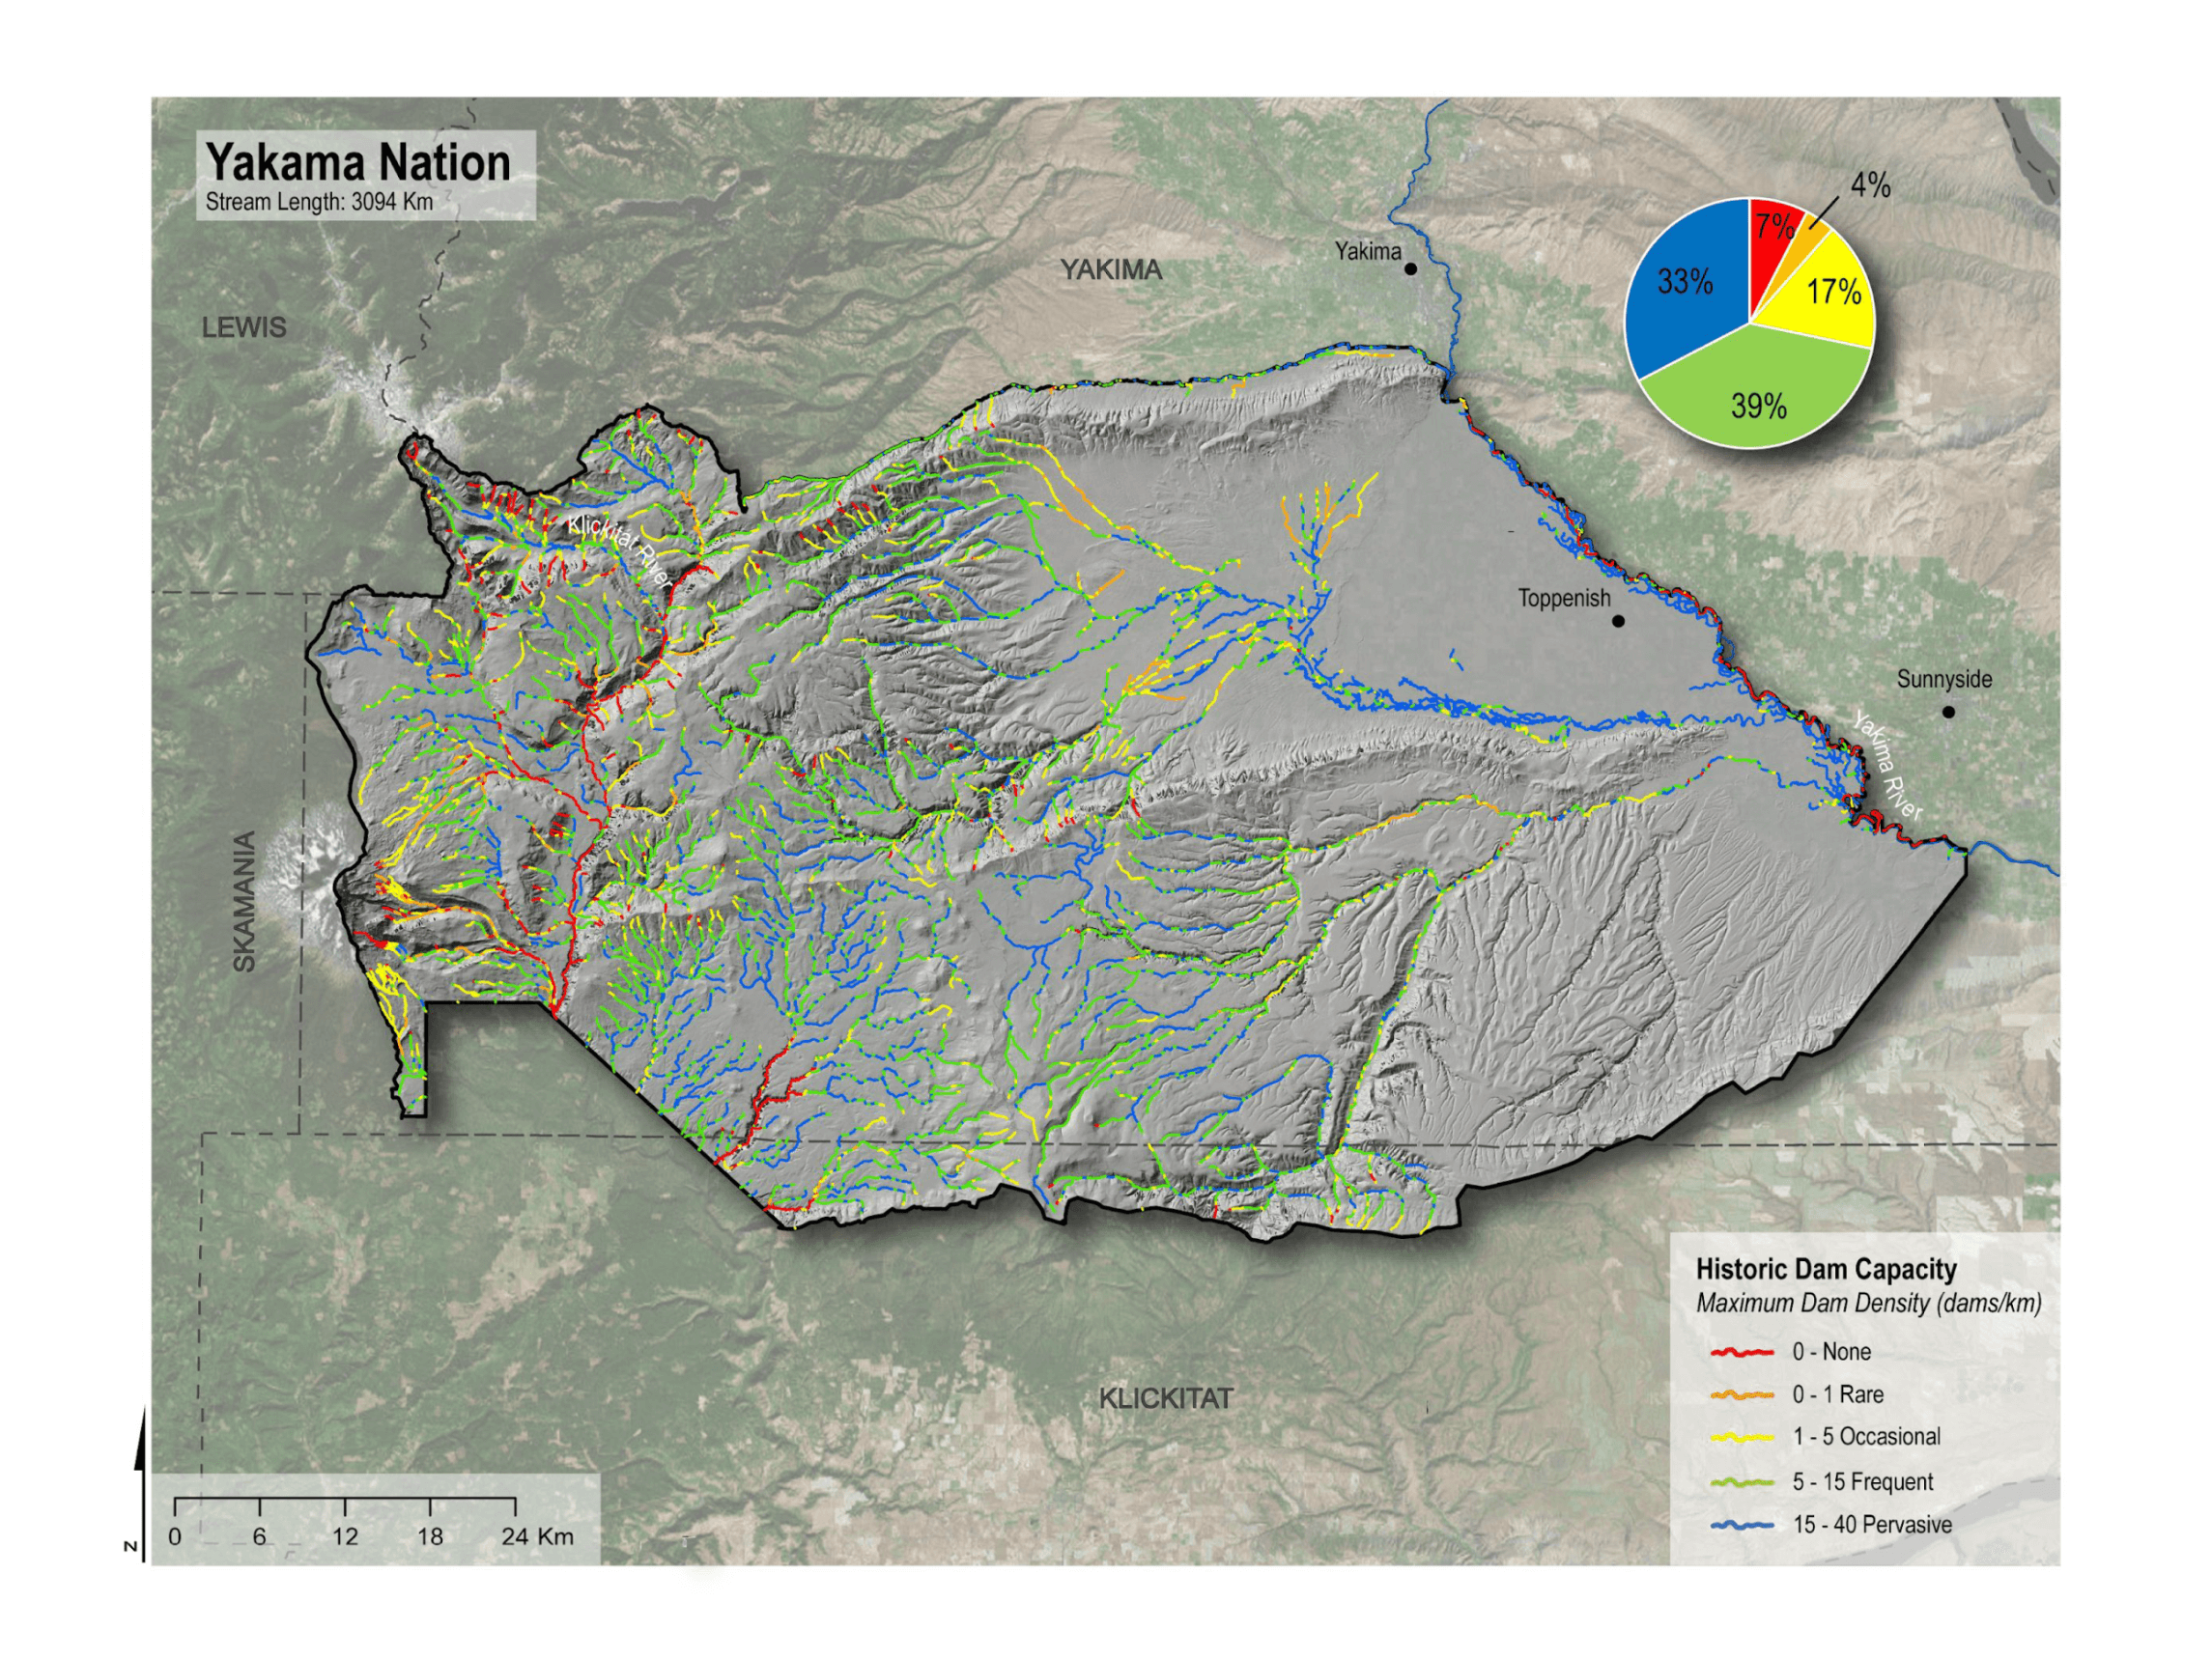 Yakama Nation
Stream Length: 3094 Km
4%
7%
17%
33%
39%
Yakima
YAKIMA
LEWIS
Klickitat River
Toppenish
Sunnyside
Yakima River
SKAMANIA
KLICKITAT
Historic Dam Capacity
Maximum Dam Density (dams/km)
0 - None
0 - 1 Rare
1 - 5 Occasional
5 - 15 Frequent
15 - 40 Pervasive
0 6 12 18 24 Km
N